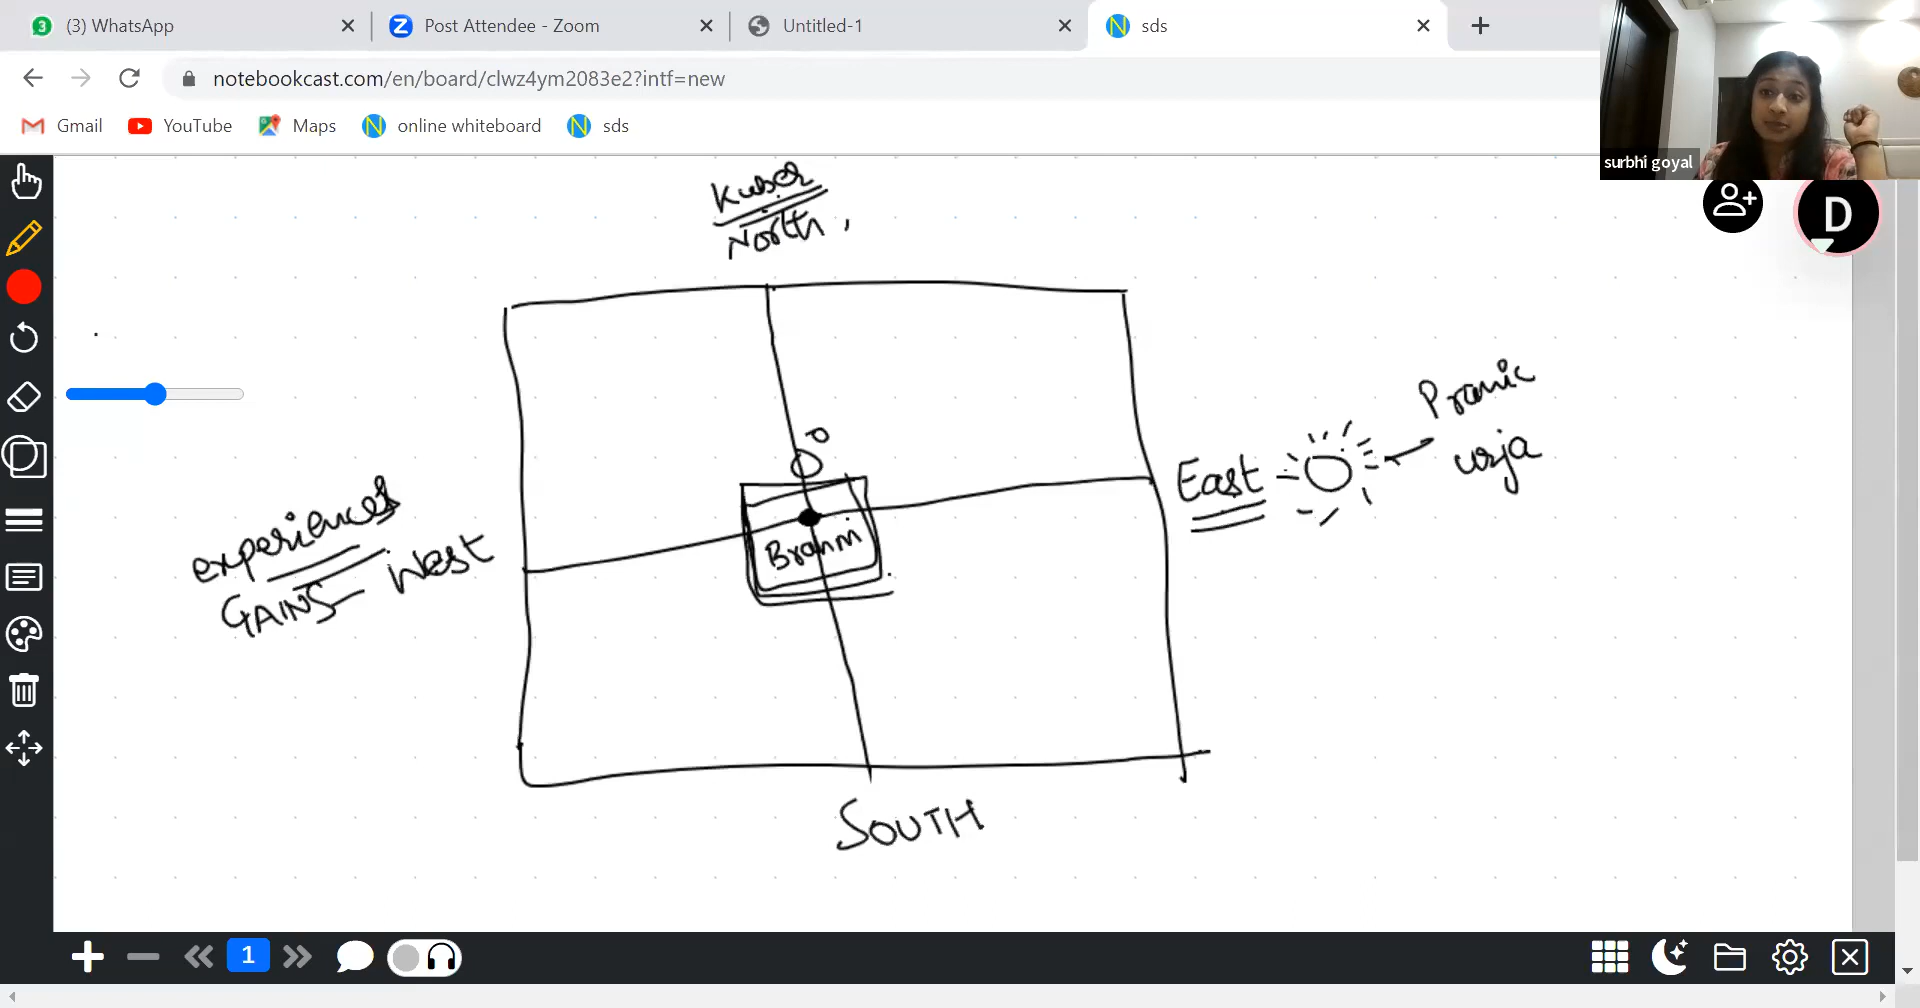 (3) WhatsApp
Post Attendee - Zoom
Untitled-1
sds
notebookcast.com/en/board/clwz4ym2083e2?intf=new
Gmail
YouTube
Maps
online whiteboard
sds
surbhi goyal
D
Kuber
North,
Pranic
urja
East
experiences
GAINS- West
Brahm
SOUTH
1